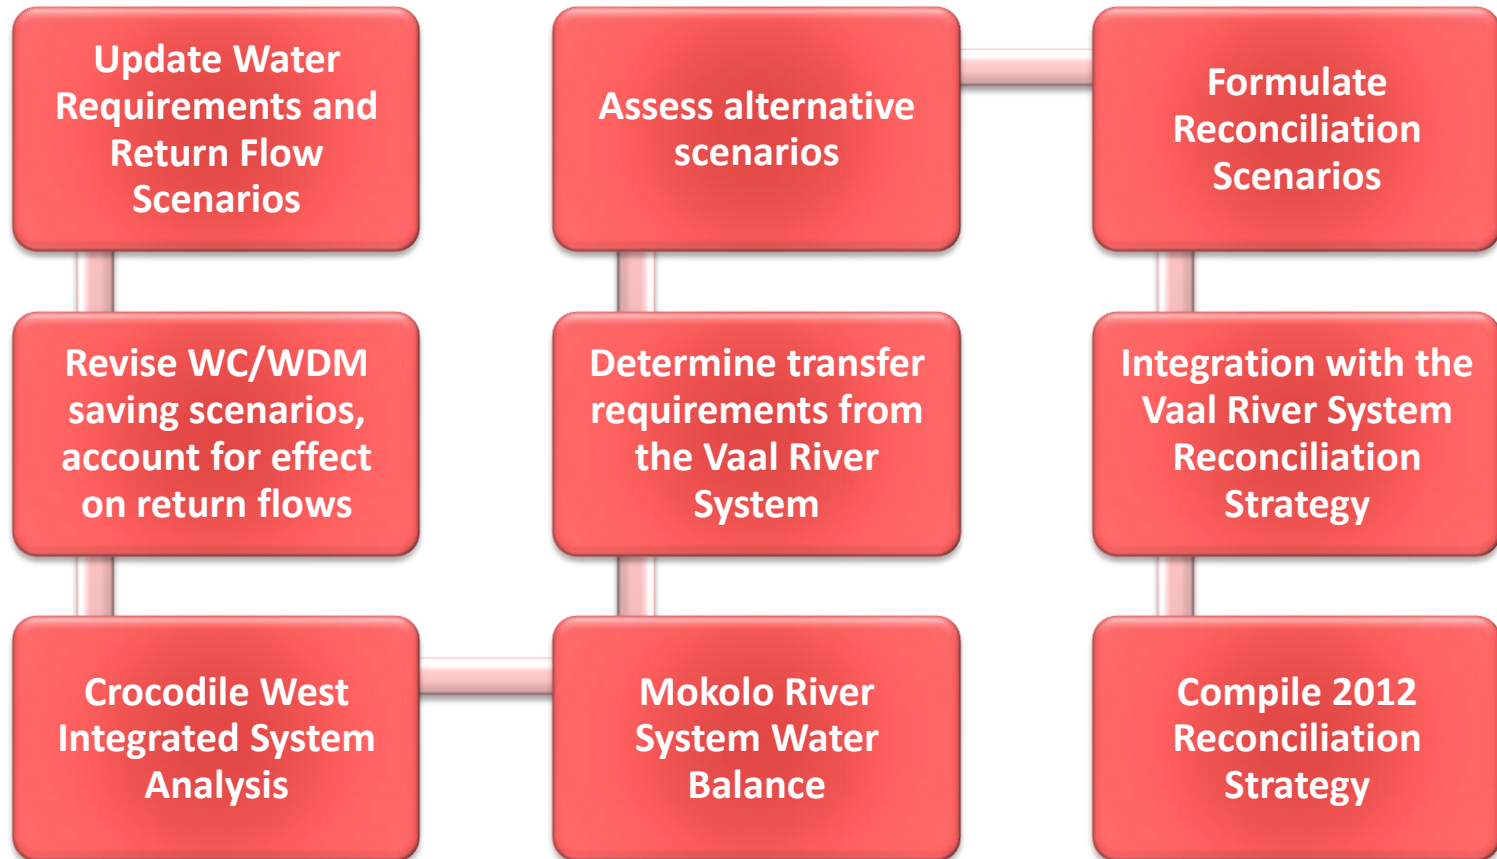 Update Water
Requirements and
Return Flow
Scenarios
Revise WC/WDM
saving scenarios,
account for effect
on return flows
Crocodile West
Integrated System
Analysis
Mokolo River
System Water
Balance
Determine transfer
requirements from
the Vaal River
System
Assess alternative
scenarios
Formulate
Reconciliation
Scenarios
Integration with the
Vaal River System
Reconciliation
Strategy
Compile 2012
Reconciliation
Strategy